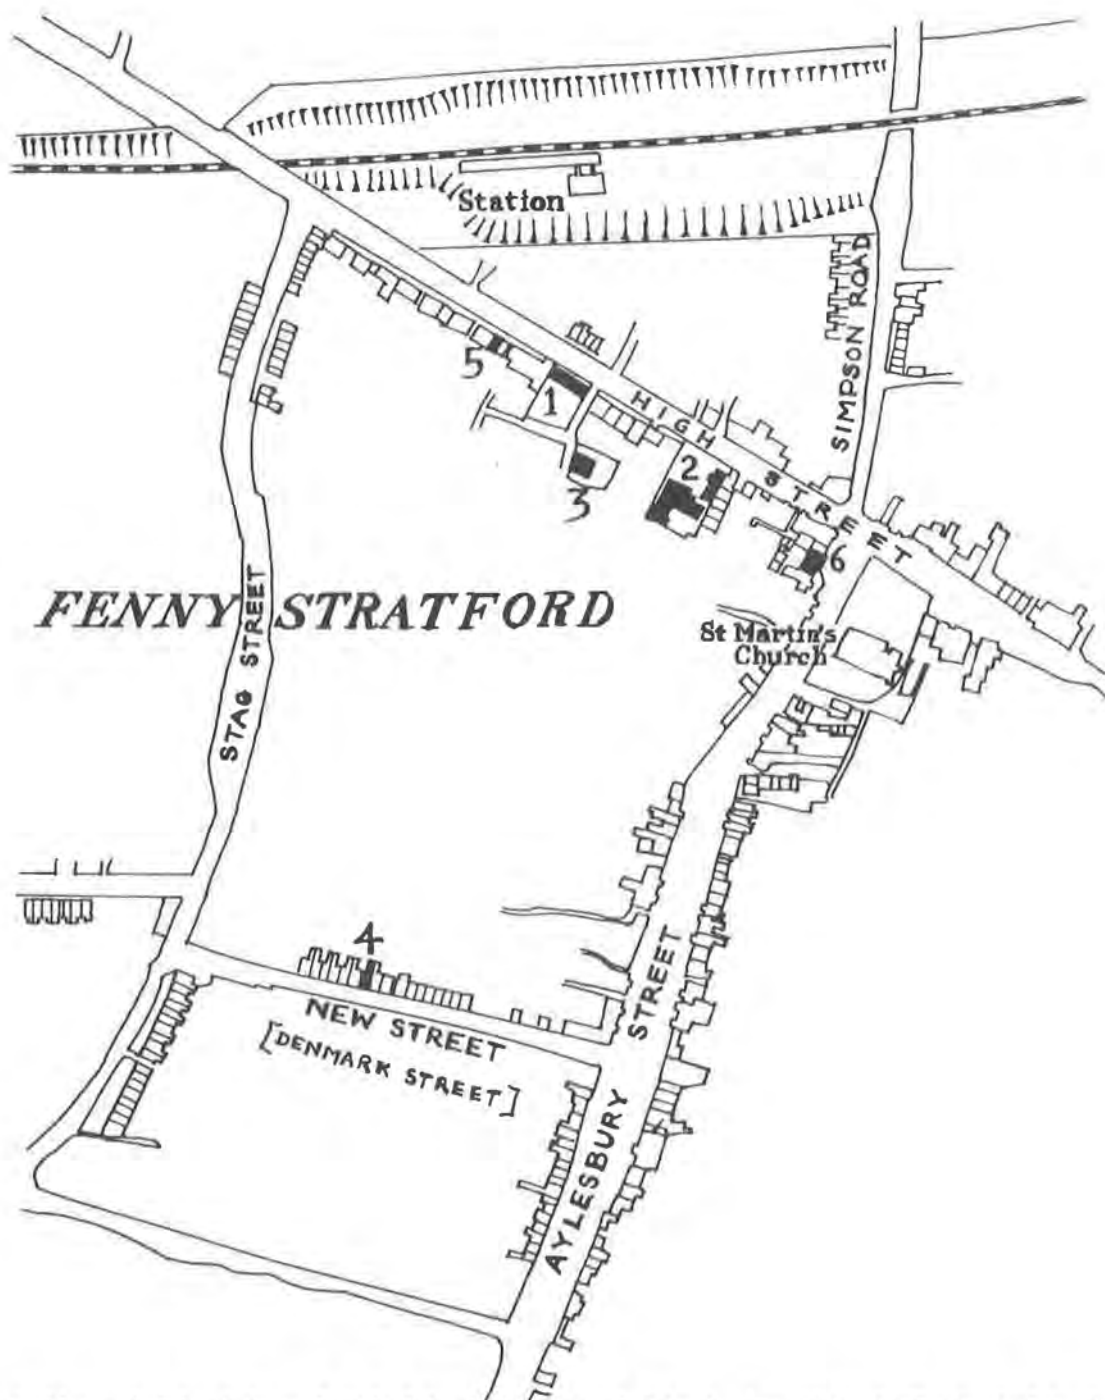 Station
SIMPSON ROAD
5
1
HIGH STREET
2
3
6
FENNY STRATFORD
STAG STREET
St Martin's
Church
4
NEW STREET
[DENMARK STREET]
AYLESBURY STREET